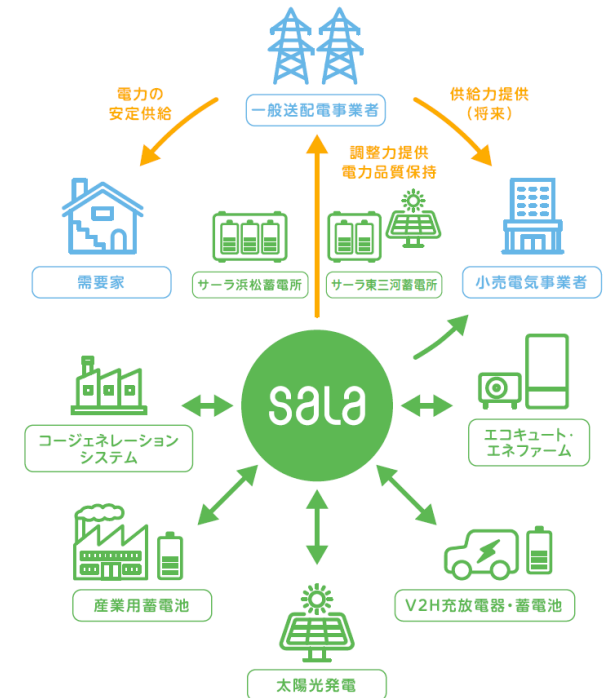 電力の
安定供給
一般送配電事業者
供給力提供
(将来)
調整力提供
電力品質保持
需要家
サーラ浜松蓄電所
サーラ東三河蓄電所
小売電気事業者
sala
コージェネレーション
システム
エコキュート・
エネファーム
産業用蓄電池
V2H充放電器・蓄電池
太陽光発電